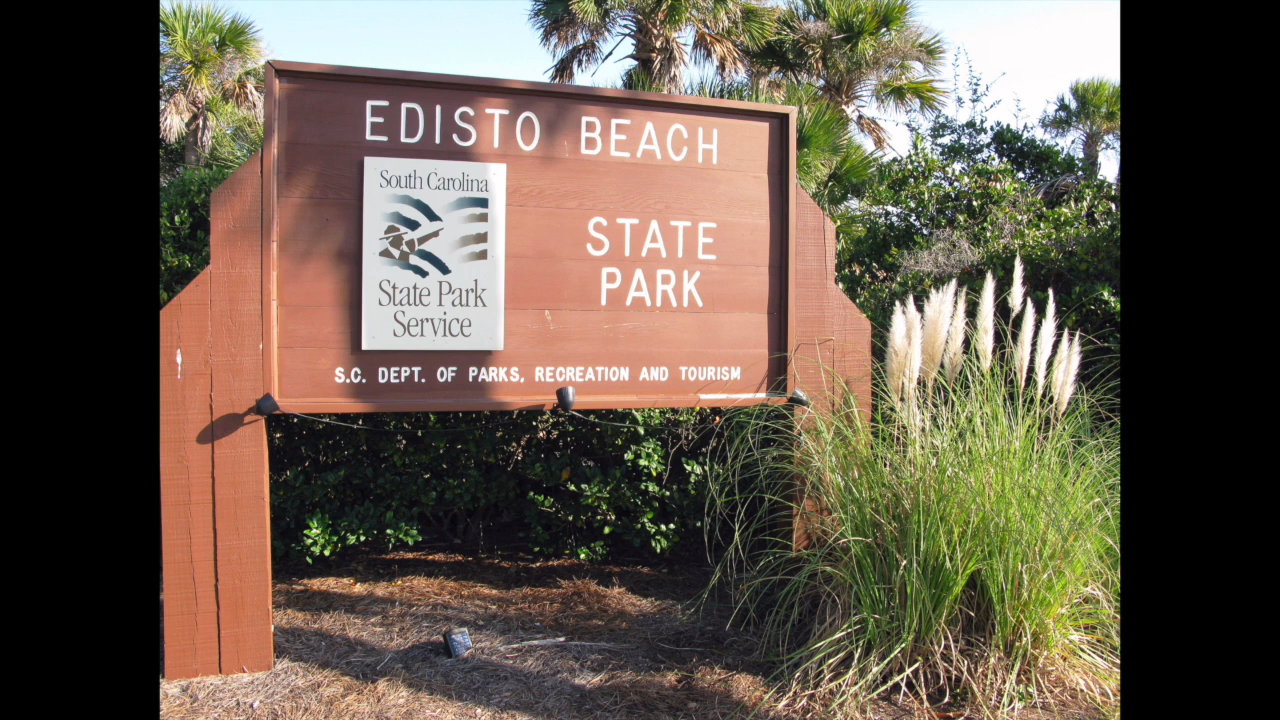 EDISTO BEACH
South Carolina
State Park
Service
STATE
PARK
S.C. DEPT. OF PARKS, RECREATION AND TOURISM